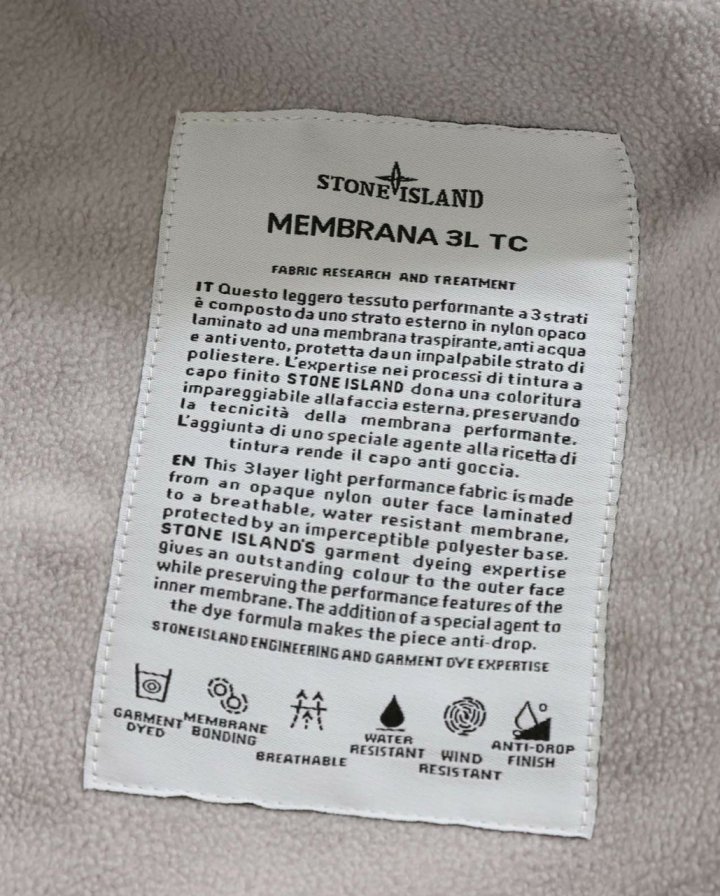 STONE ISLAND
MEMBRANA 3L TC
FABRIC RESEARCH AND TREATMENT
IT Questo leggero tessuto performante a 3 strati
è composto da uno strato esterno in nylon opaco
laminato ad una membrana traspirante, anti acqua
e anti vento, protetta da un impalpabile strato di
poliestere. L'expertise nei processi di tintura a
capo finito STONE ISLAND dona una coloritura
impareggiabile alla faccia esterna, preservando
la tecnicità della membrana performante.
L'aggiunta di uno speciale agente alla ricetta di
tintura rende il capo anti goccia.
EN This 3layer light performance fabric is made
from an opaque nylon outer face laminated
to a breathable, water resistant membrane,
protected by an imperceptible polyester base.
STONE ISLAND'S garment dyeing expertise
gives an outstanding colour to the outer face
while preserving the performance features of the
inner membrane. The addition of a special agent to
the dye formula makes the piece anti-drop.
STONE ISLAND ENGINEERING AND GARMENT DYE EXPERTISE
GARMENT DYED
MEMBRANE BONDING
BREATHABLE
WATER RESISTANT
WIND RESISTANT
ANTI-DROP FINISH